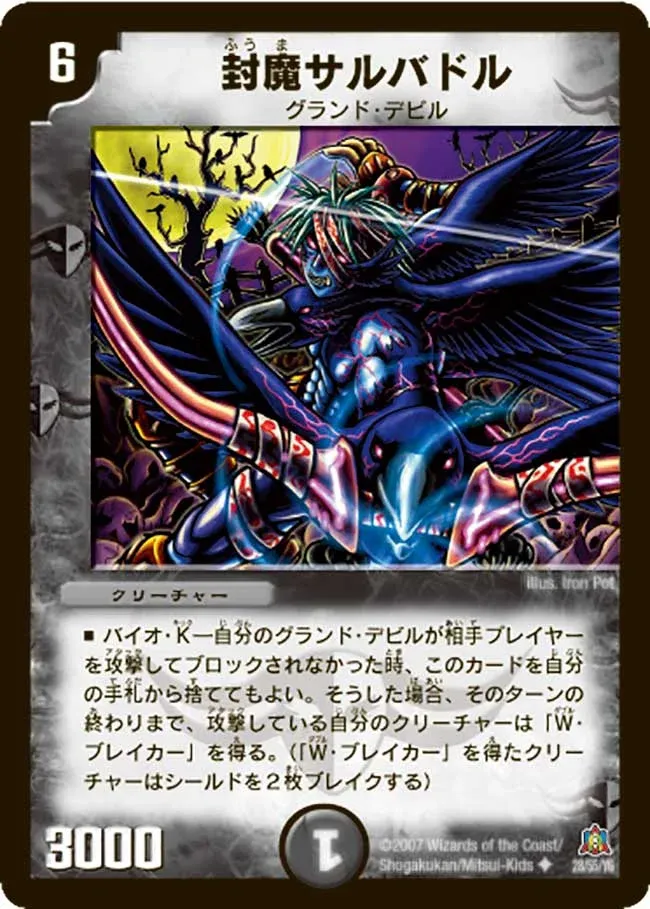 6
ふうま
封魔サルバドル
グランド・デビル
illus. Iron Pot
クリーチャー
■ バイオ・K―自分のグランド・デビルが相手プレイヤー
を攻撃してブロックされなかった時、このカードを自分
の手札から捨ててもよい。そうした場合、そのターンの
終わりまで、攻撃している自分のクリーチャーは「W・
ブレイカー」を得る。(「W・ブレイカー」を得たクリー
チャーはシールドを2枚ブレイクする)
3000
1
©2007 Wizards of the Coast/
Shogakukan/Mitsui-Kids
28/55/Y6